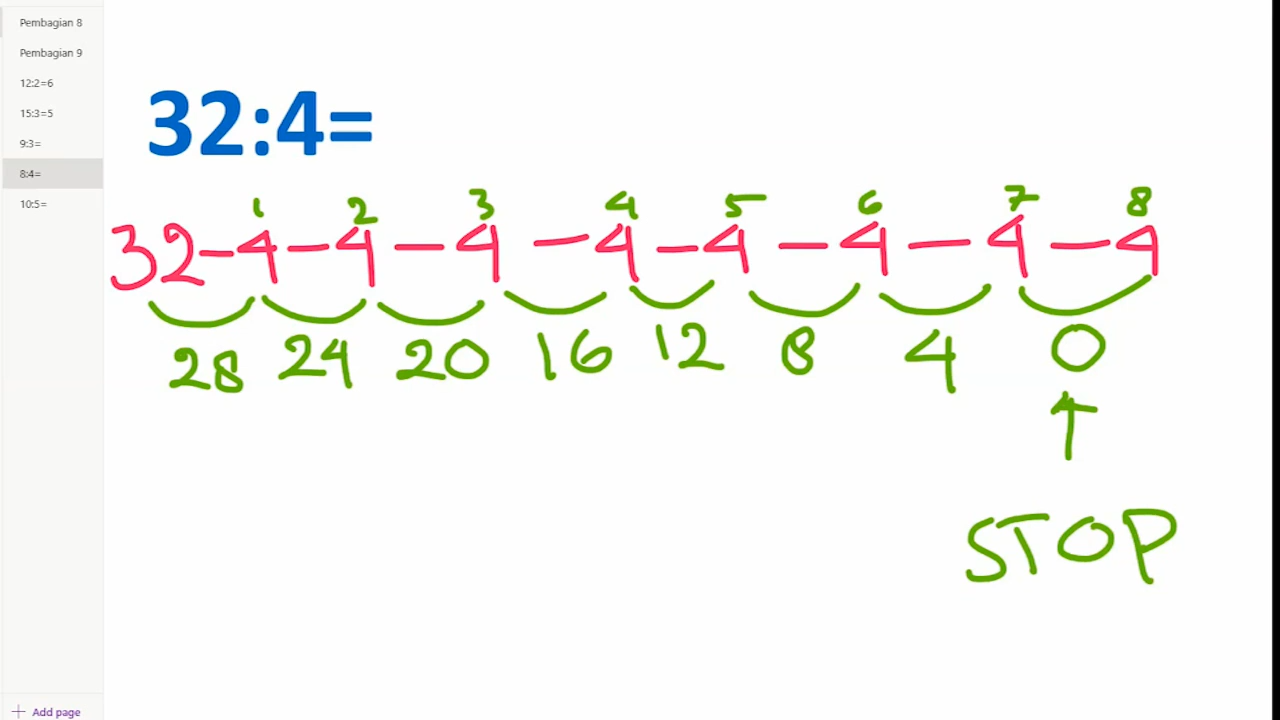 Pembagian 8
Pembagian 9
12:2=6
15:3=5
9:3=
8:4=
10:5=
Add page
32:4=
1 2 3 4 5 6 7 8
32-4-4-4-4-4-4-4-4
28 24 20 16 12 8 4 0
STOP